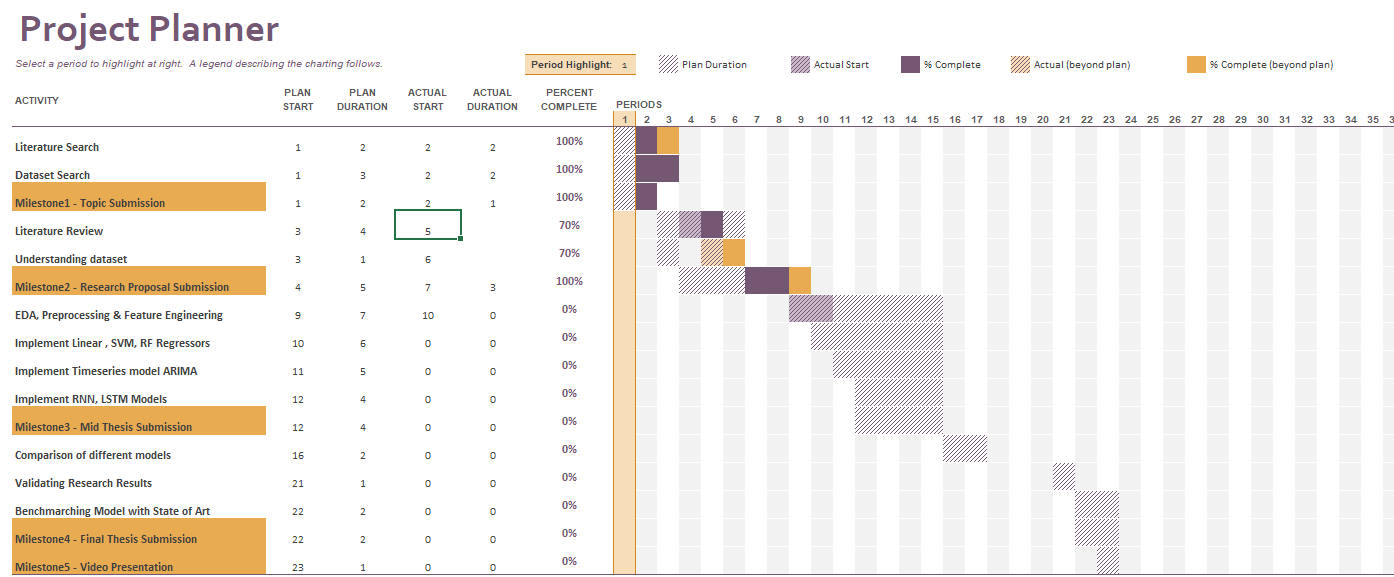 Project Planner
Select a period to highlight at right.  A legend describing the charting follows.
Period Highlight: 1
Plan Duration
Actual Start
% Complete
Actual (beyond plan)
% Complete (beyond plan)
ACTIVITY
PLAN START
PLAN DURATION
ACTUAL START
ACTUAL DURATION
PERCENT COMPLETE
PERIODS
1 2 3 4 5 6 7 8 9 10 11 12 13 14 15 16 17 18 19 20 21 22 23 24 25 26 27 28 29 30 31 32 33 34 35
Literature Search 1 2 2 2 100%
Dataset Search 1 3 2 2 100%
Milestone1 - Topic Submission 1 2 2 1 100%
Literature Review 3 4 5 70%
Understanding dataset 3 1 6 70%
Milestone2 - Research Proposal Submission 4 5 7 3 100%
EDA, Preprocessing & Feature Engineering 9 7 10 0 0%
Implement Linear , SVM, RF Regressors 10 6 0 0 0%
Implement Timeseries model ARIMA 11 5 0 0 0%
Implement RNN, LSTM Models 12 4 0 0 0%
Milestone3 - Mid Thesis Submission 12 4 0 0 0%
Comparison of different models 16 2 0 0 0%
Validating Research Results 21 1 0 0 0%
Benchmarching Model with State of Art 22 2 0 0 0%
Milestone4 - Final Thesis Submission 22 2 0 0 0%
Milestone5 - Video Presentation 23 1 0 0 0%